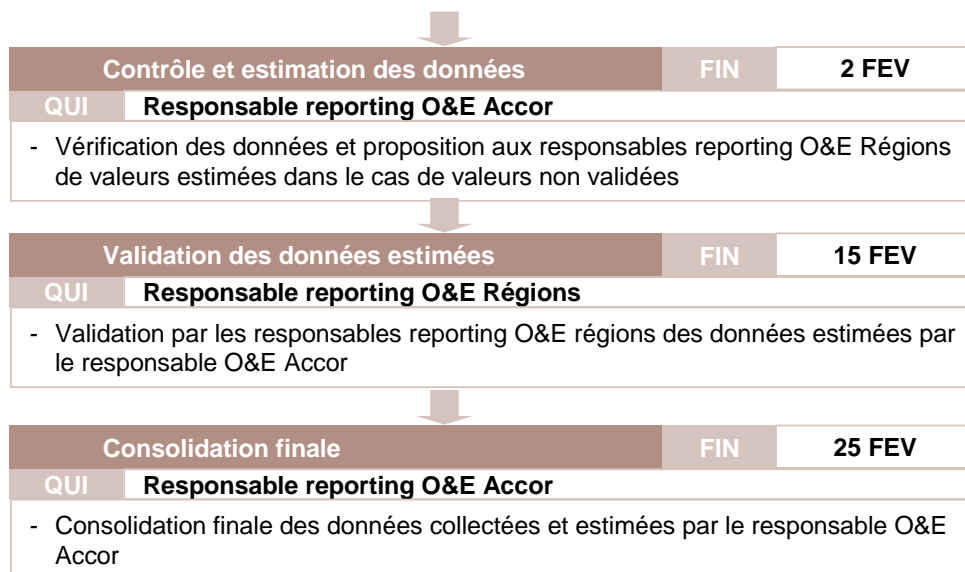 Contrôle et estimation des données FIN 2 FEV
QUI Responsable reporting O&E Accor
- Vérification des données et proposition aux responsables reporting O&E Régions
de valeurs estimées dans le cas de valeurs non validées
Validation des données estimées FIN 15 FEV
QUI Responsable reporting O&E Régions
- Validation par les responsables reporting O&E régions des données estimées par
le responsable O&E Accor
Consolidation finale FIN 25 FEV
QUI Responsable reporting O&E Accor
- Consolidation finale des données collectées et estimées par le responsable O&E
Accor